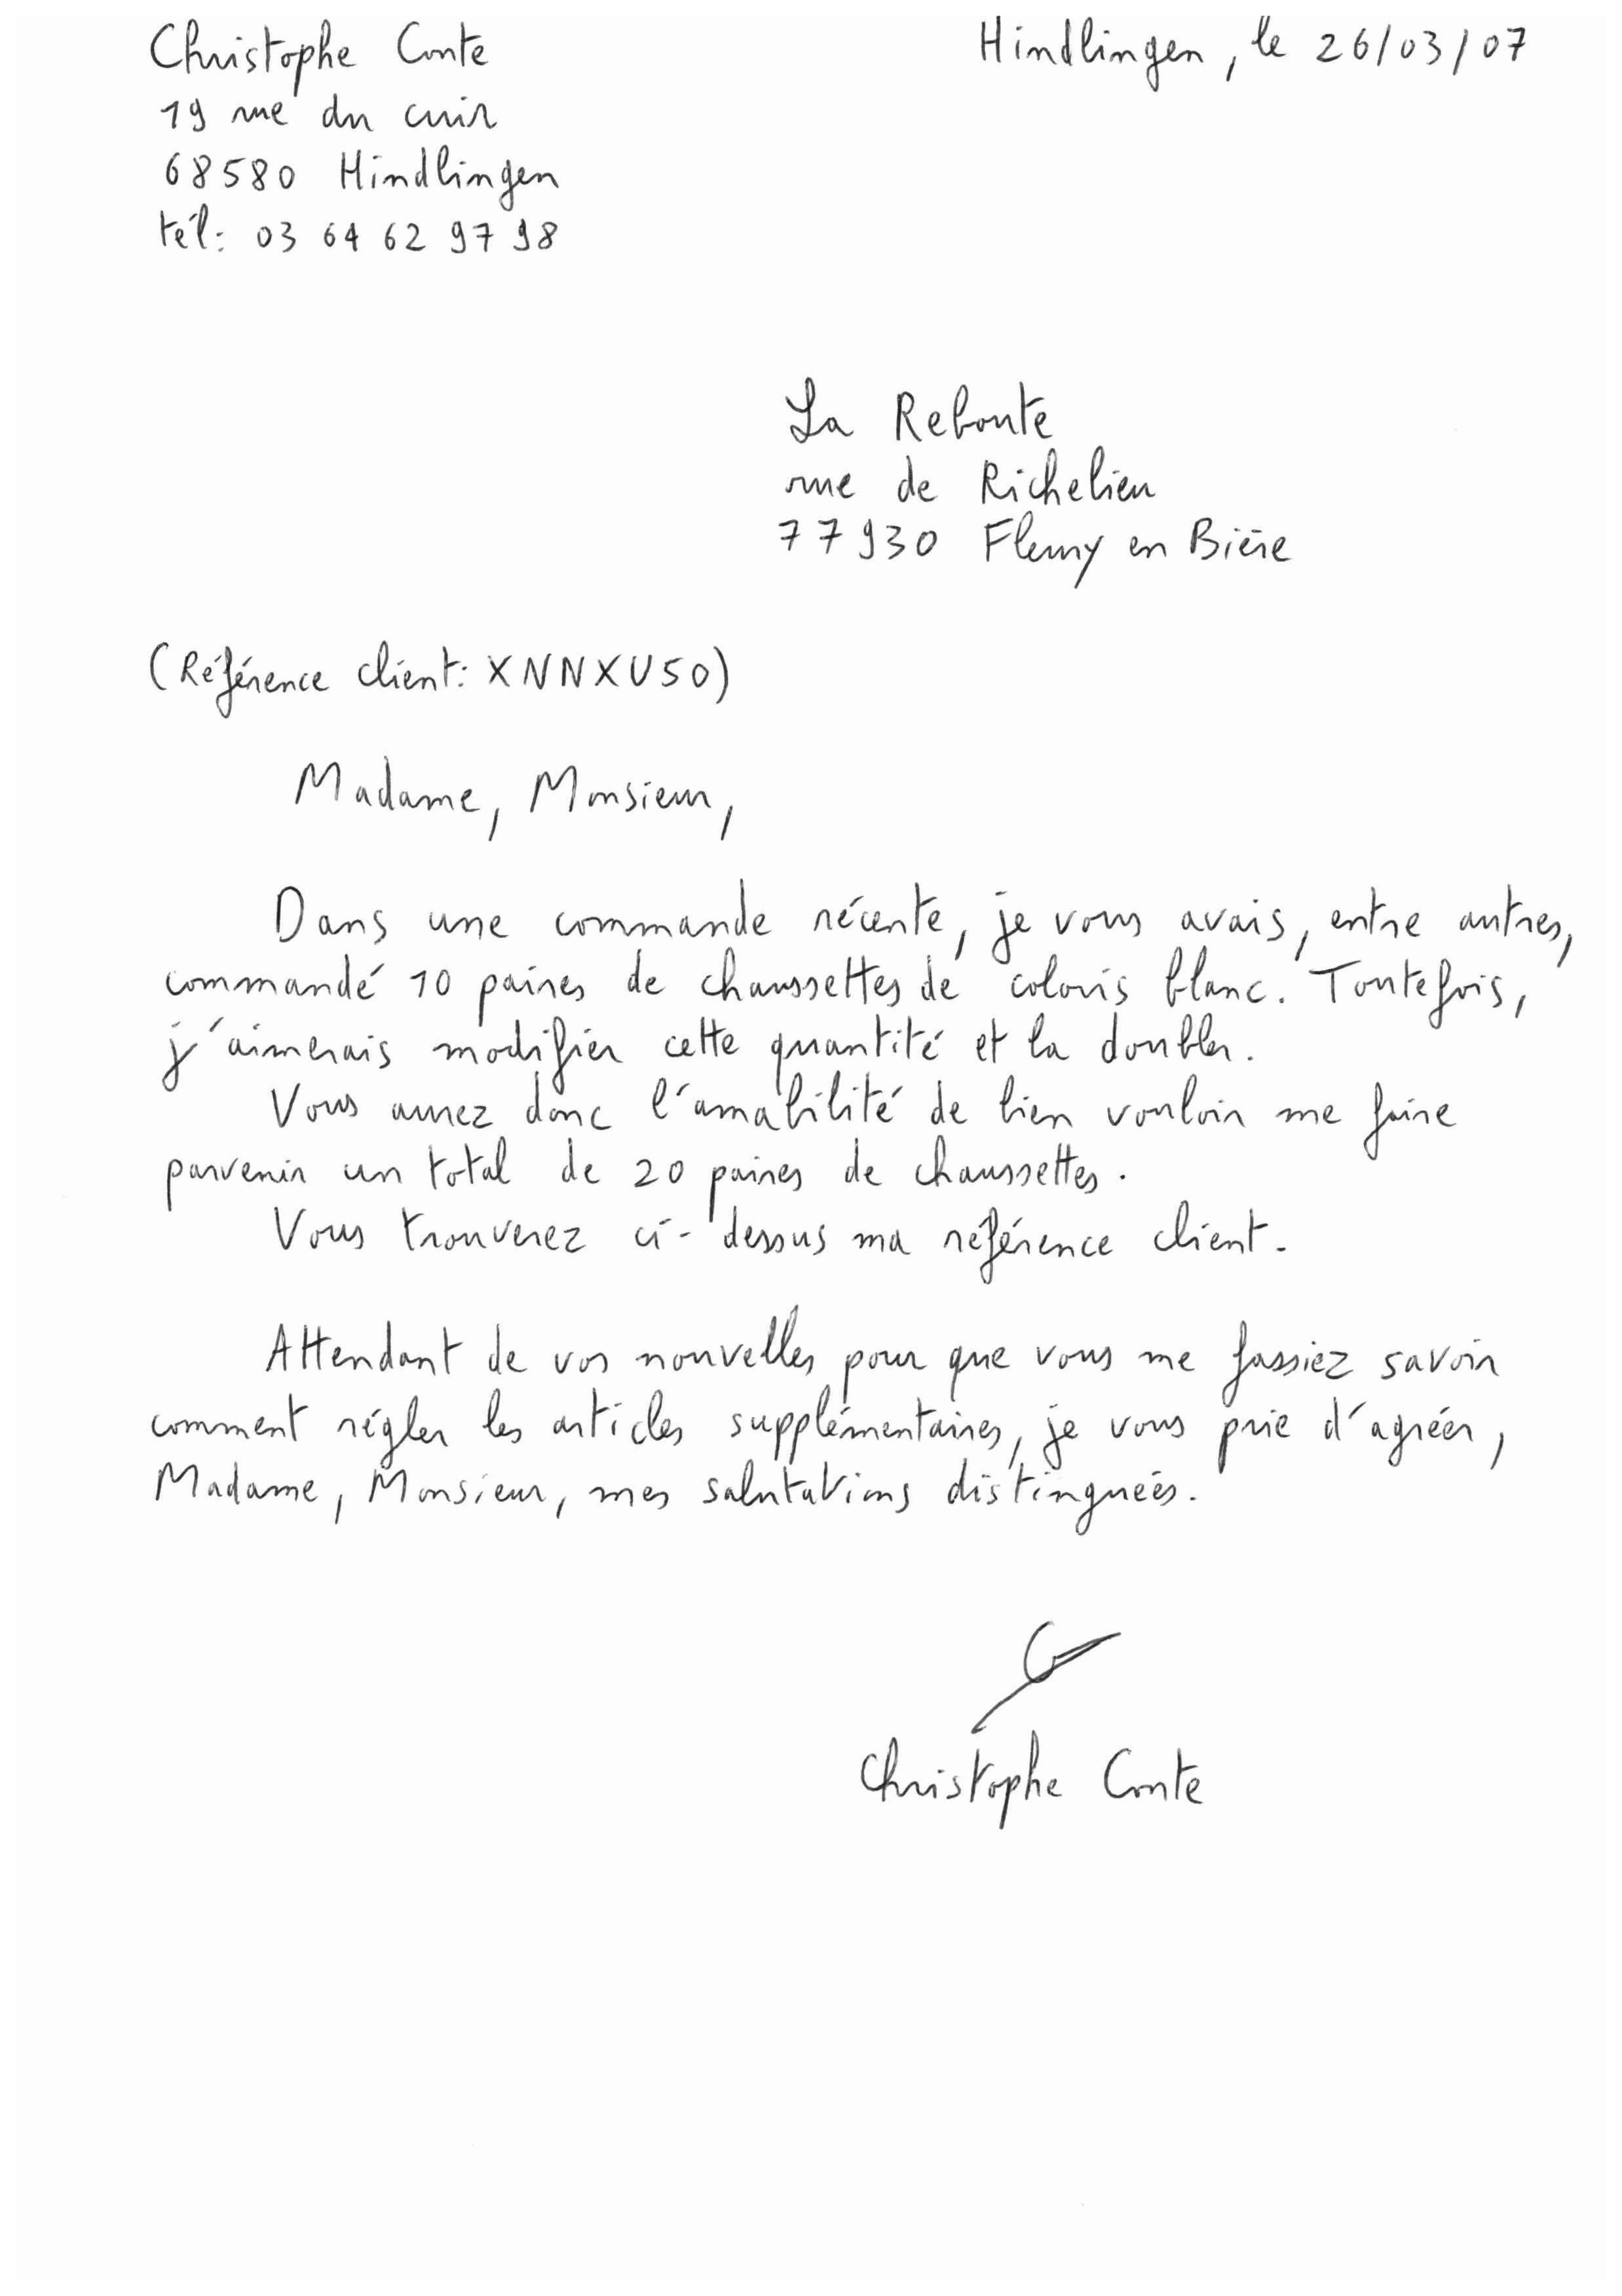 Christophe Conte
Hindlingen, le 26/03/07
19 rue du cuir
68580 Hindlingen
tél: 03 64 62 97 98
La Reboute
rue de Richelieu
77930 Fleury en Bière
(Référence client: XNNXU50)
Madame, Monsieur,
Dans une commande récente, je vous avais, entre autres,
commandé 10 paires de chaussettes de coloris blanc. Toutefois,
j'aimerais modifier cette quantité et la doubler.
Vous aurez donc l'amabilité de bien vouloir me faire
parvenir un total de 20 paires de chaussettes.
Vous trouverez ci-dessus ma référence client.
Attendant de vos nouvelles pour que vous me fassiez savoir
comment régler les articles supplémentaires, je vous prie d'agréer,
Madame, Monsieur, mes salutations distinguées.
Christophe Conte